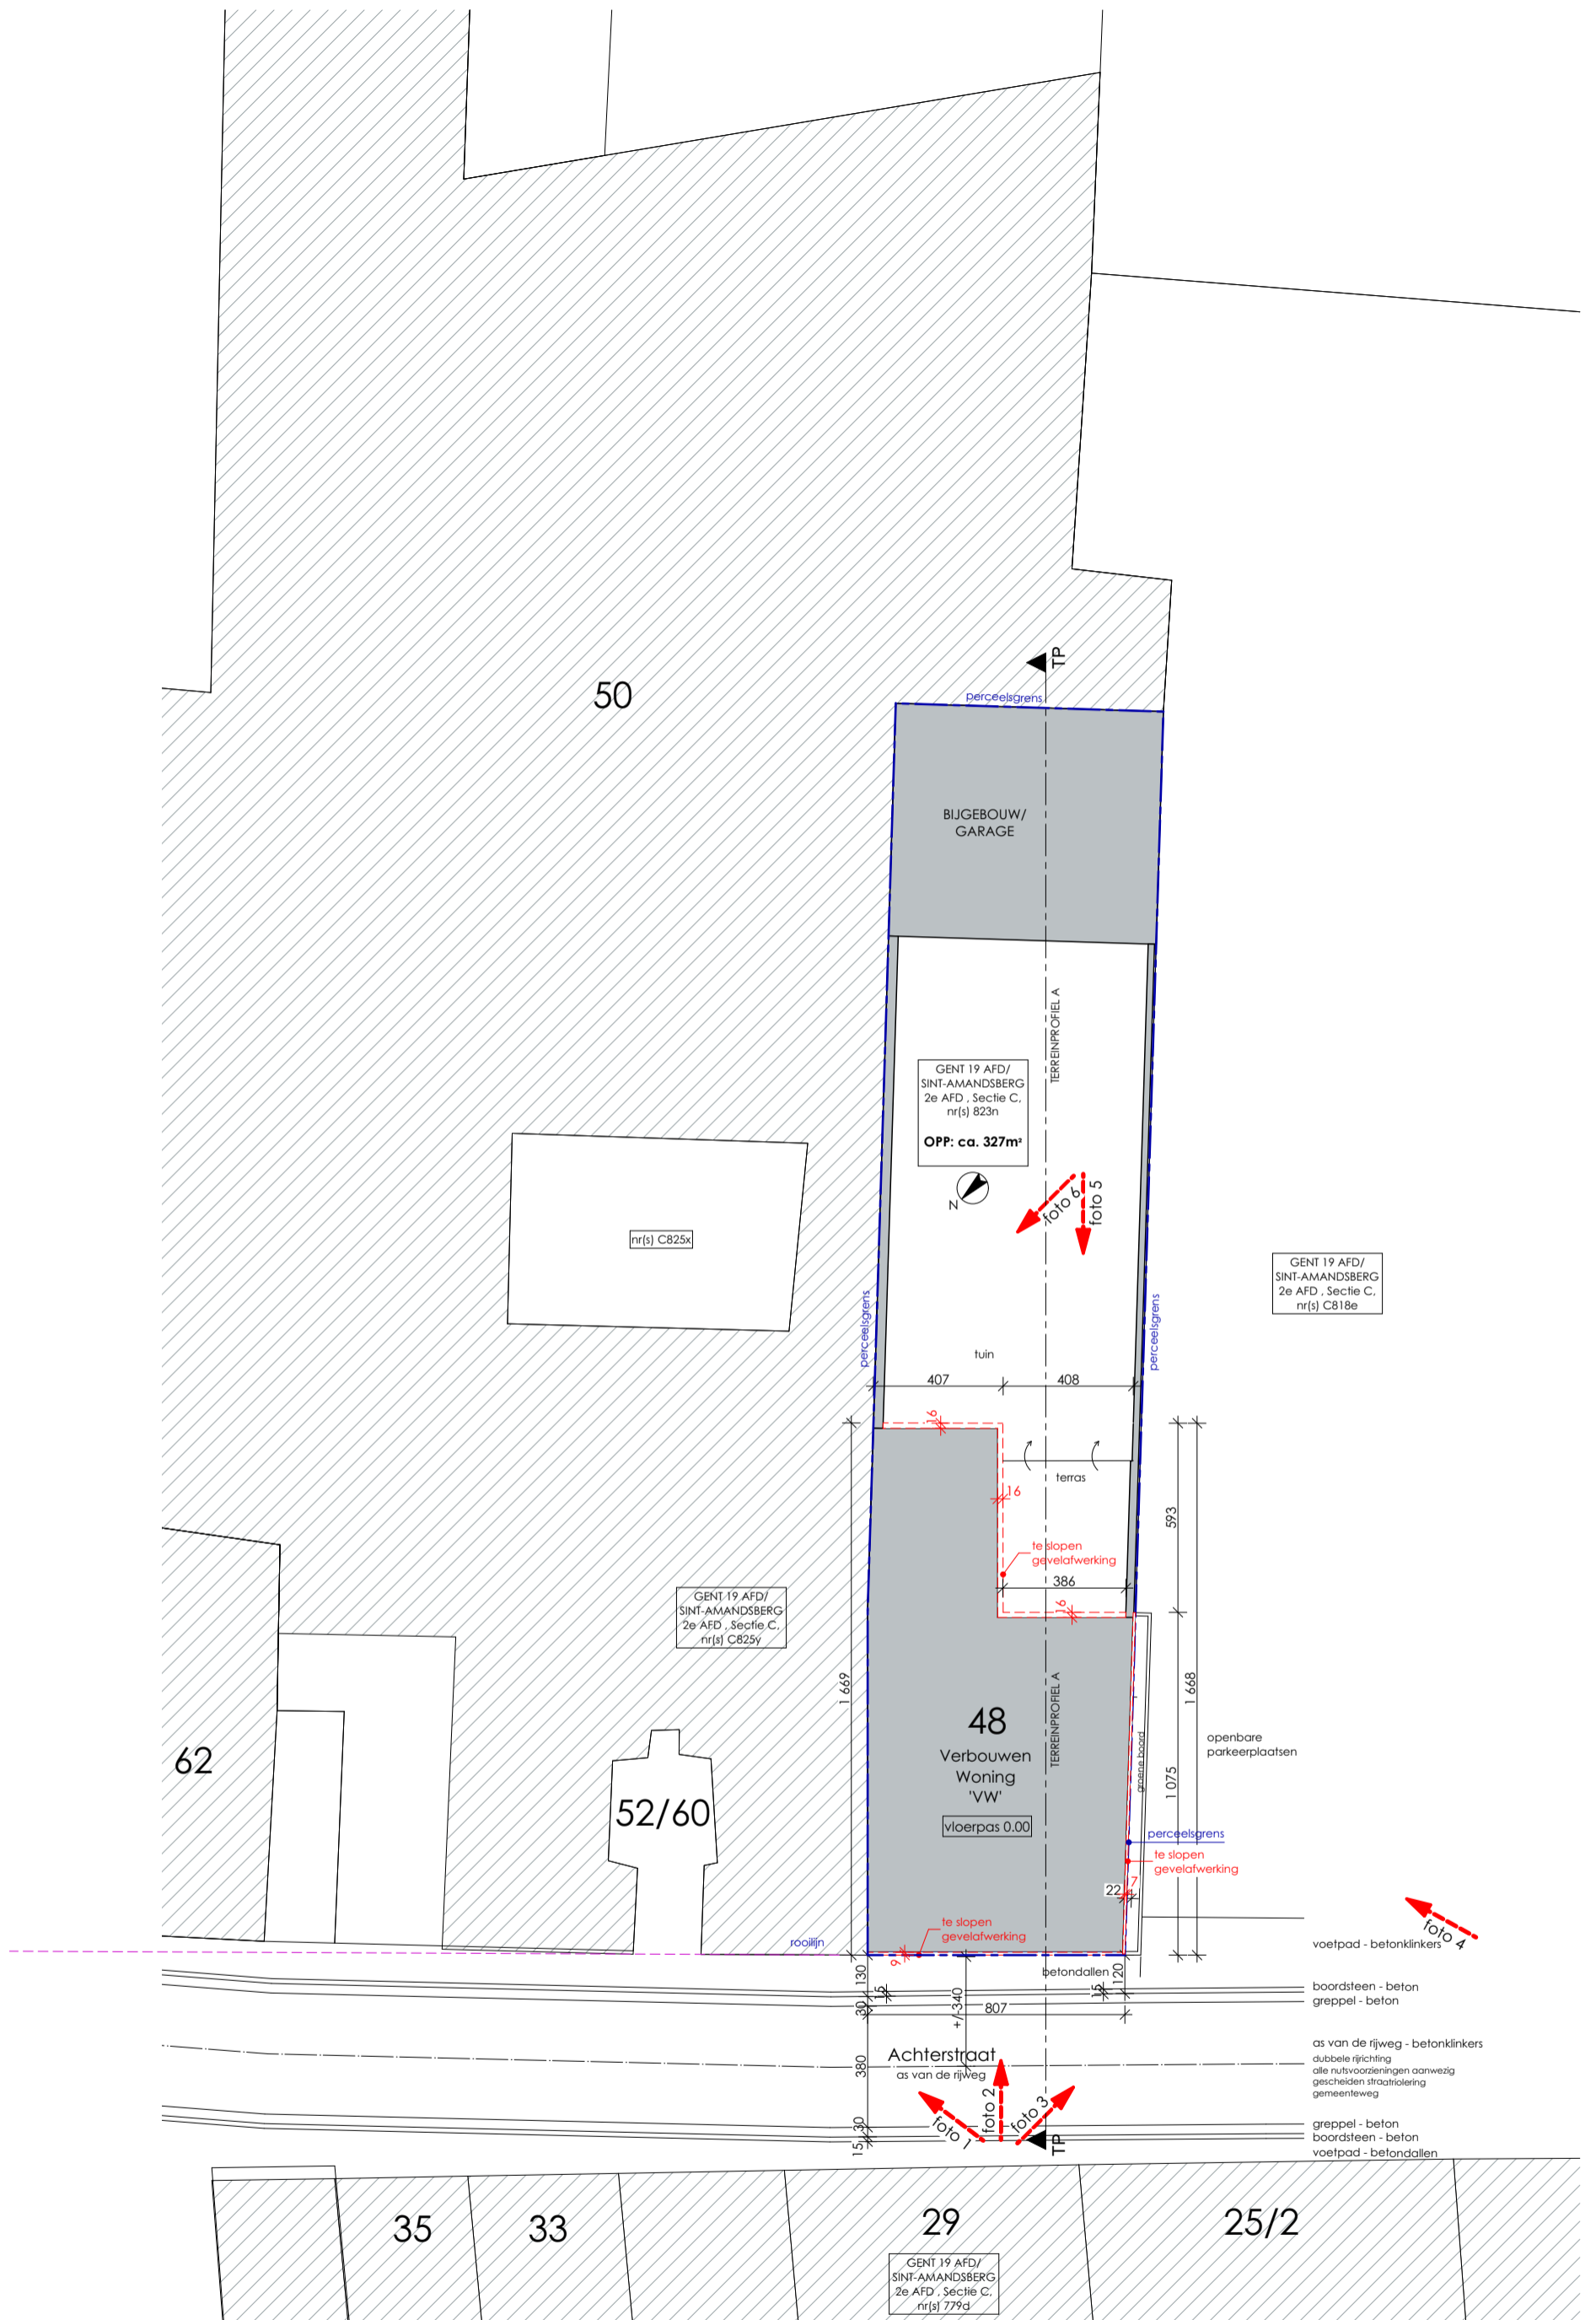 TP
perceelsgrens
50
BIJGEBOUW/
GARAGE
TERREINPROFIEL A
GENT 19 AFD/
SINT-AMANDSBERG
2e AFD , Sectie C,
nr(s) 823n
OPP: ca. 327m²
N
foto 6
foto 5
nr(s) C825x
GENT 19 AFD/
SINT-AMANDSBERG
2e AFD , Sectie C,
nr(s) C818e
perceelsgrens
perceelsgrens
tuin
407
408
16
terras
16
593
te slopen
gevelafwerking
386
16
GENT 19 AFD/
SINT-AMANDSBERG
2e AFD , Sectie C,
nr(s) C825y
1 669
1 668
TERREINPROFIEL A
48
Verbouwen
Woning
'VW'
vloerpas 0.00
groene boord
openbare
parkeerplaatsen
1 075
62
52/60
perceelsgrens
te slopen
gevelafwerking
22
7
foto 4
te slopen
gevelafwerking
rooilijn
9
voetpad - betonklinkers
130
betondallen
120
15
15
boordsteen - beton
greppel - beton
30
+/-340
807
as van de rijweg - betonklinkers
dubbele rijrichting
alle nutsvoorzieningen aanwezig
gescheiden straatriolering
gemeenteweg
Achterstraat
as van de rijweg
380
foto 1
foto 2
foto 3
TP
30
15
greppel - beton
boordsteen - beton
voetpad - betondallen
35
33
29
25/2
GENT 19 AFD/
SINT-AMANDSBERG
2e AFD , Sectie C,
nr(s) 779d